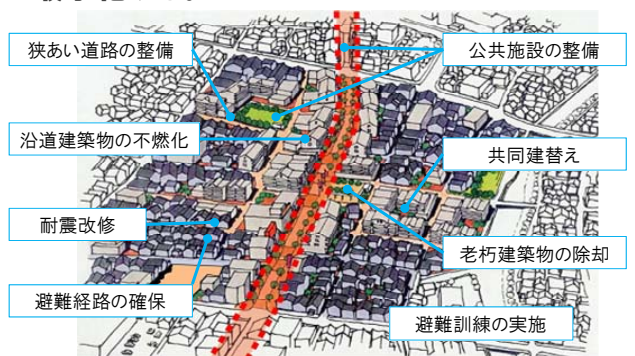 狭あい道路の整備
公共施設の整備
沿道建築物の不燃化
共同建替え
耐震改修
老朽建築物の除却
避難経路の確保
避難訓練の実施